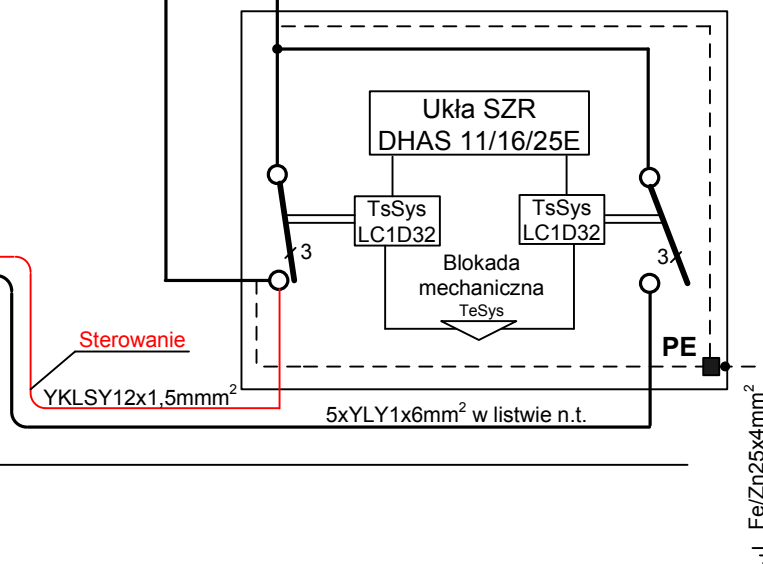 Ukła SZR
DHAS 11/16/25E
TsSys
LC1D32
TsSys
LC1D32
3
3
Blokada
mechaniczna
TeSys
Sterowanie
PE
YKLSY12x1,5mmm²
5xYLY1x6mm² w listwie n.t.
Fe/Zn25x4mm²